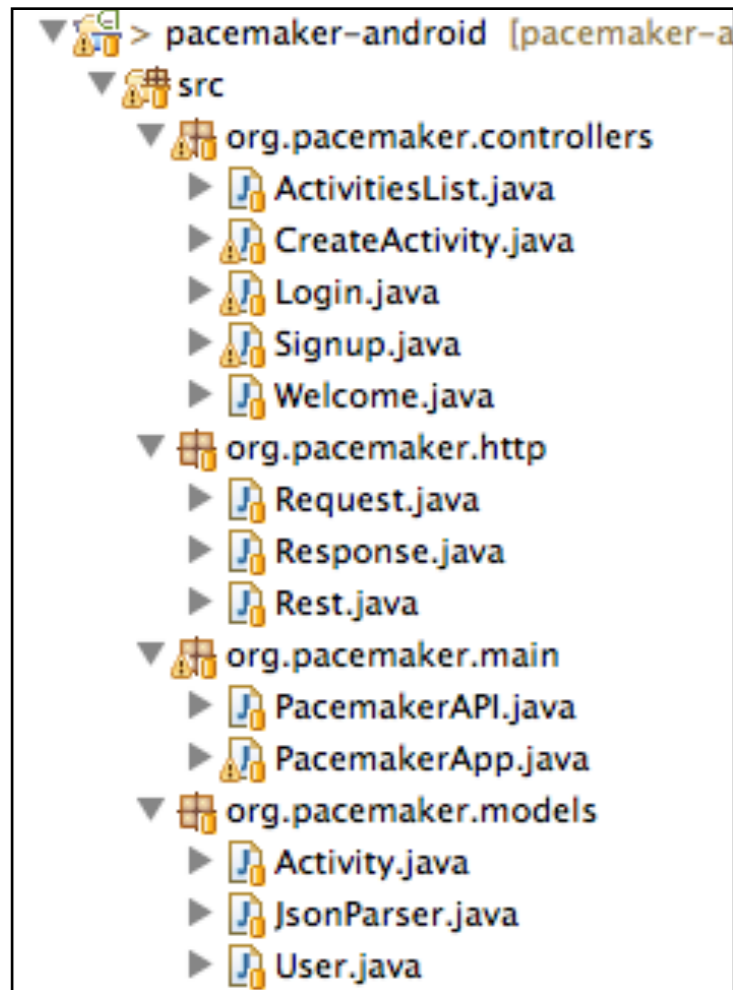 > pacemaker-android [pacemaker-a
src
org.pacemaker.controllers
ActivitiesList.java
CreateActivity.java
Login.java
Signup.java
Welcome.java
org.pacemaker.http
Request.java
Response.java
Rest.java
org.pacemaker.main
PacemakerAPI.java
PacemakerApp.java
org.pacemaker.models
Activity.java
JsonParser.java
User.java